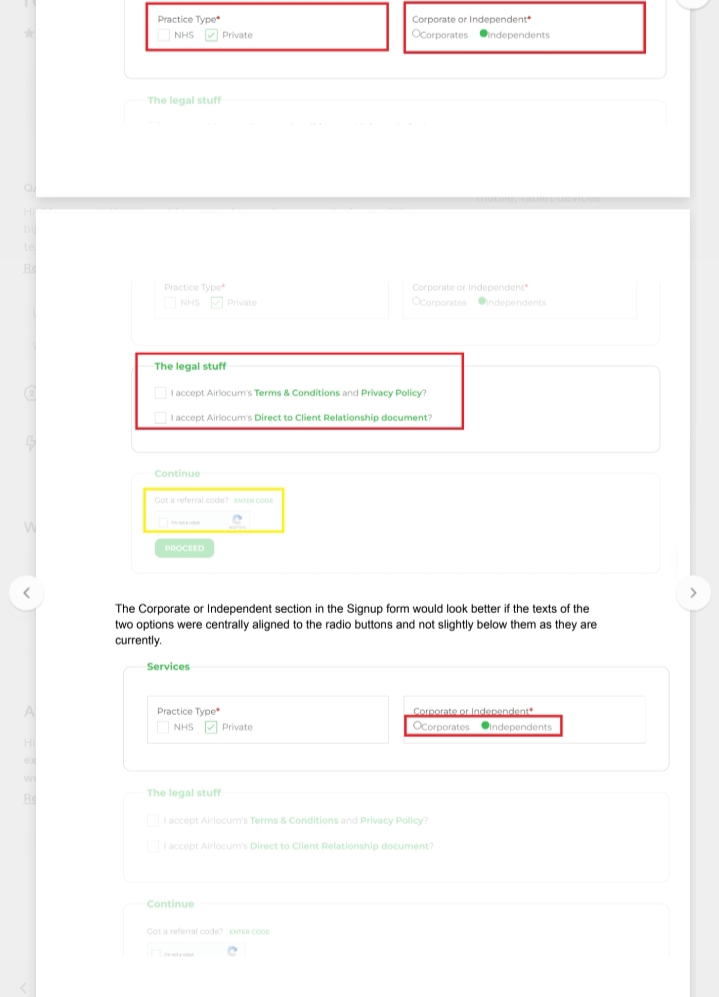 Practice Type*
Corporate or Independent*
NHS Private
Corporates Independents
The legal stuff
Practice Type*
Corporate or Independent*
NHS Private
Corporates Independents
The legal stuff
I accept Airlocum's Terms & Conditions and Privacy Policy?
I accept Airlocum's Direct to Client Relationship document?
Continue
Got a referral code? ENTER CODE
I'm not a robot
PROCEED
The Corporate or Independent section in the Signup form would look better if the texts of the
two options were centrally aligned to the radio buttons and not slightly below them as they are
currently.
Services
Practice Type*
Corporate or Independent*
NHS Private
Corporates Independents
The legal stuff
I accept Airlocum's Terms & Conditions and Privacy Policy?
I accept Airlocum's Direct to Client Relationship document?
Continue
Got a referral code? ENTER CODE
I'm not a robot